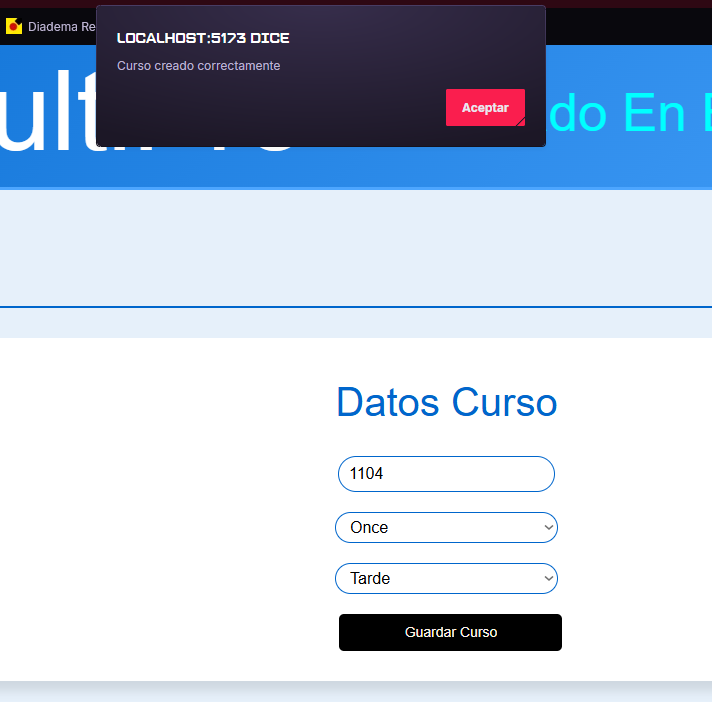 Diadema Re
LOCALHOST:5173 DICE
Curso creado correctamente
Aceptar
do En
Datos Curso
1104
Once
Tarde
Guardar Curso